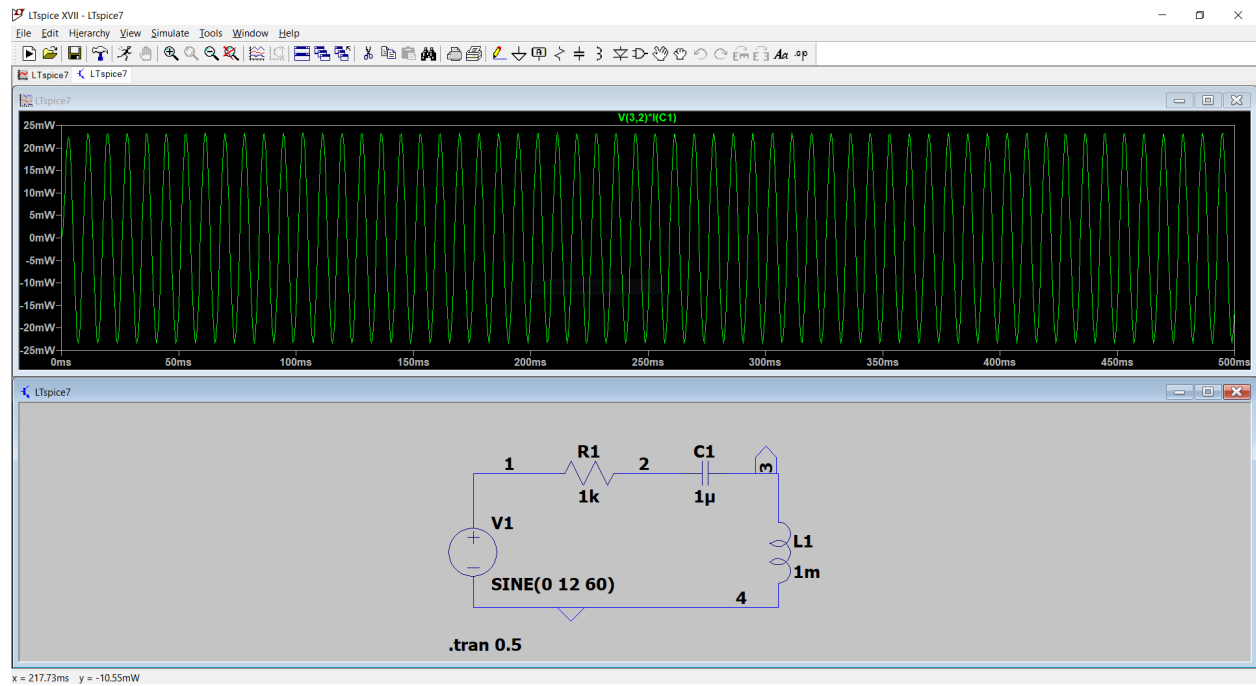 LTspice XVII - LTspice7
File Edit Hierarchy View Simulate Tools Window Help
Aa .op
LTspice7 LTspice7
LTspice7
V(3,2)*I(C1)
25mW
20mW
15mW
10mW
5mW
0mW
-5mW
-10mW
-15mW
-20mW
-25mW
0ms 50ms 100ms 150ms 200ms 250ms 300ms 350ms 400ms 450ms 500ms
LTspice7
R1 C1
1 2 3
1k 1µ
V1
L1
1m
SINE(0 12 60)
4
.tran 0.5
x = 217.73ms y = -10.55mW